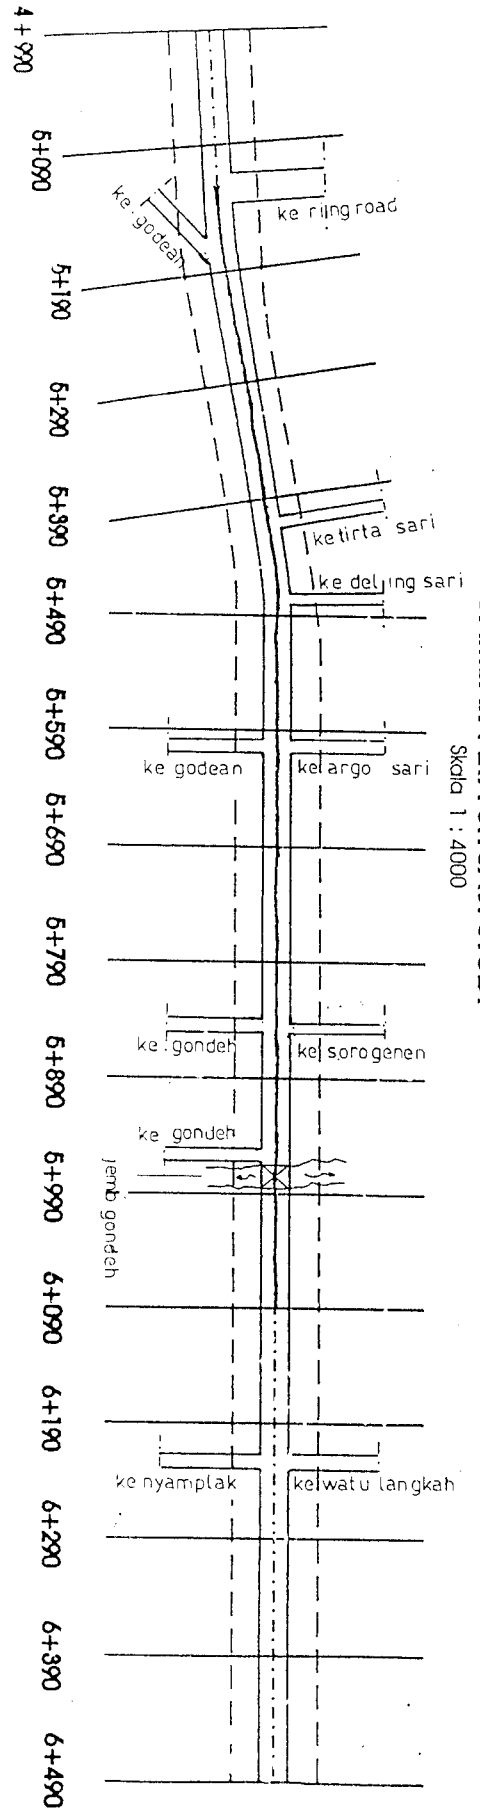 4 + 990
5+090
ke ring road
ke godean
5+190
5+290
5+390
ke tirta sari
ke delung sari
5+490
Skala 1 : 4000
5+590
ke godean
ke argo sari
5+690
5+790
ke gondeh
ke sorogenen
5+890
ke gondeh
jemb gondeh
5+990
6+090
6+190
ke nyamplak
ke watu langkah
6+290
6+390
6+490